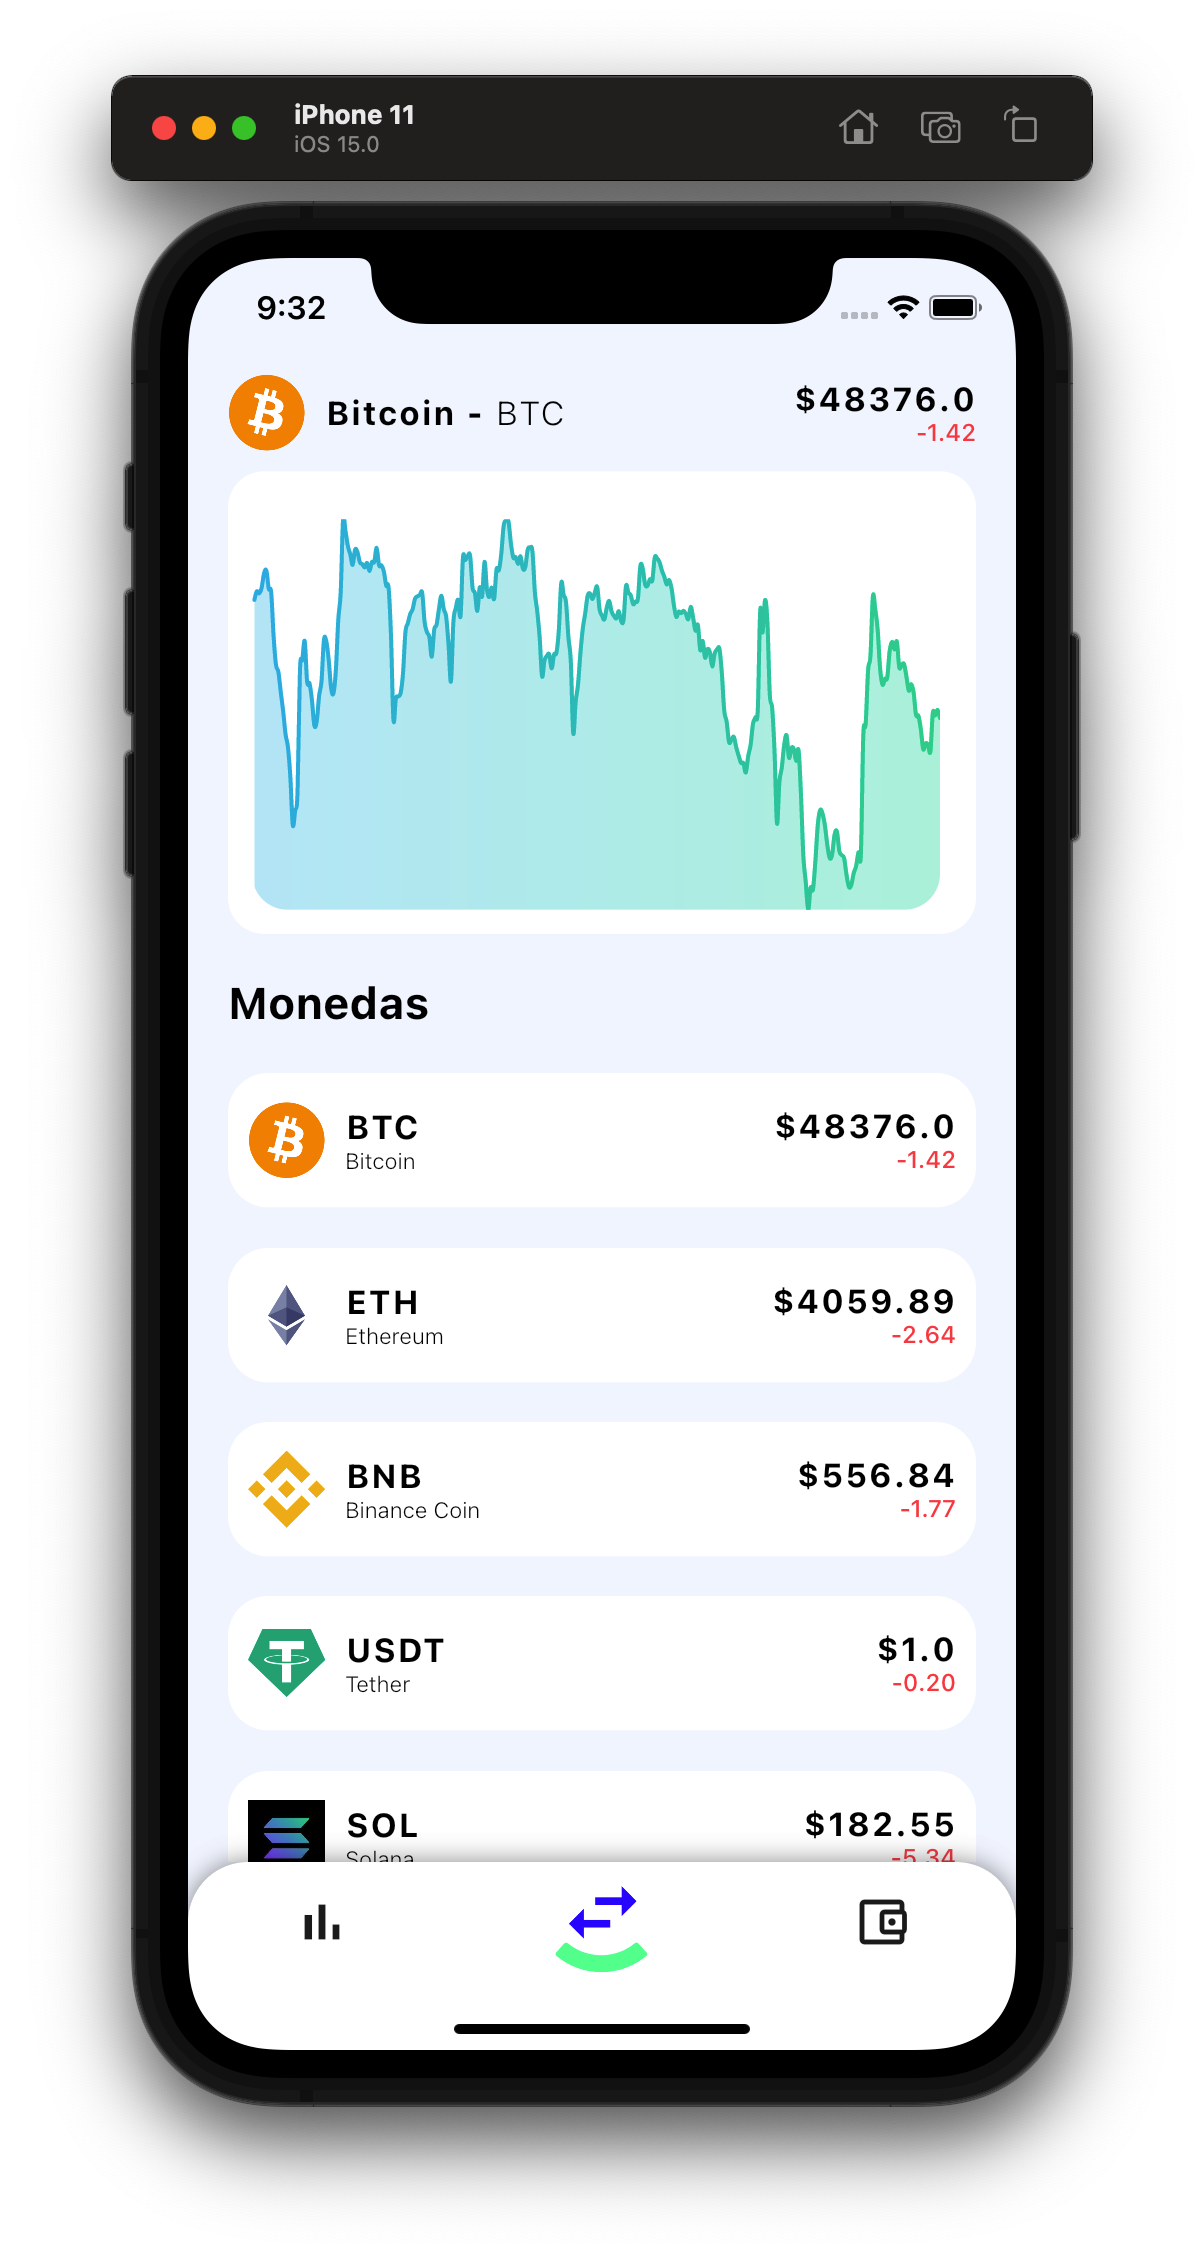 iPhone 11
iOS 15.0
9:32
Bitcoin - BTC
$48376.0
-1.42
Monedas
BTC
$48376.0
Bitcoin
-1.42
ETH
$4059.89
Ethereum
-2.64
BNB
$556.84
Binance Coin
-1.77
USDT
$1.0
Tether
-0.20
SOL
$182.55
Solana
-5.34